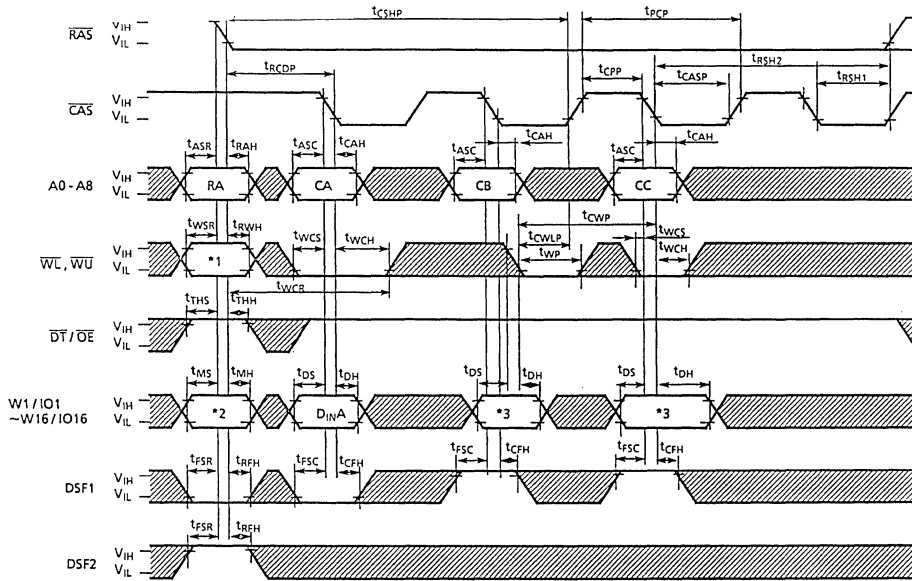 tCSHP tPCP
RAS VIH
VIL
tRCDP tRSH2
tCPP tCASP tRSH1
CAS VIH
VIL
tCAH
tASR tRAH tASC tCAH tASC tASC tCAH
A0 - A8 VIH
VIL
RA CA CB CC
tCWP
tWSR tRWH tWCS tWCH tCWLP tWCS
tWP tWCH
WL, WU VIH
VIL
*1
tWCR
tTHS tTHH
DT/OE VIH
VIL
tMS tMH tDS tDH tDS tDH tDS tDH
W1/IO1 VIH
~W16/IO16 VIL
*2 DINA *3 *3
tFSR tRFH tFSC tCFH tFSC tCFH tFSC tCFH
DSF1 VIH
VIL
tFSR tRFH
DSF2 VIH
VIL